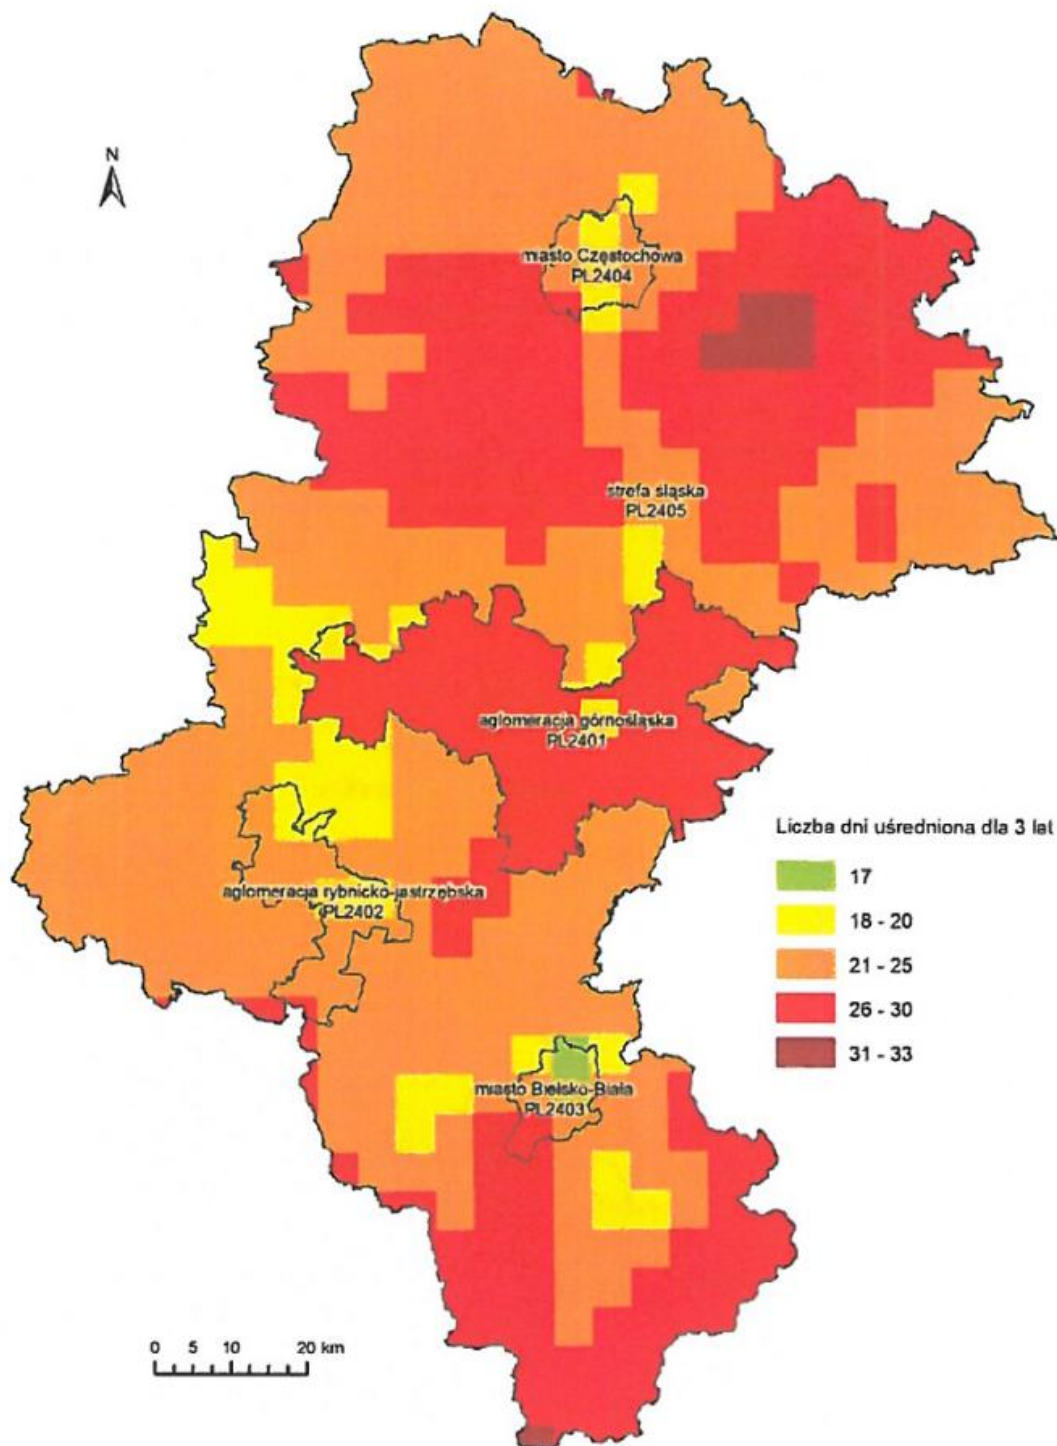 N
miasto Częstochowa
PL2404
strefa śląska
PL2405
aglomeracja górnośląska
PL2401
Liczba dni uśredniona dla 3 lat
17
18 - 20
21 - 25
26 - 30
31 - 33
aglomeracja rybnicko-jastrzębska
PL2402
miasto Bielsko-Biała
PL2403
0 5 10 20 km